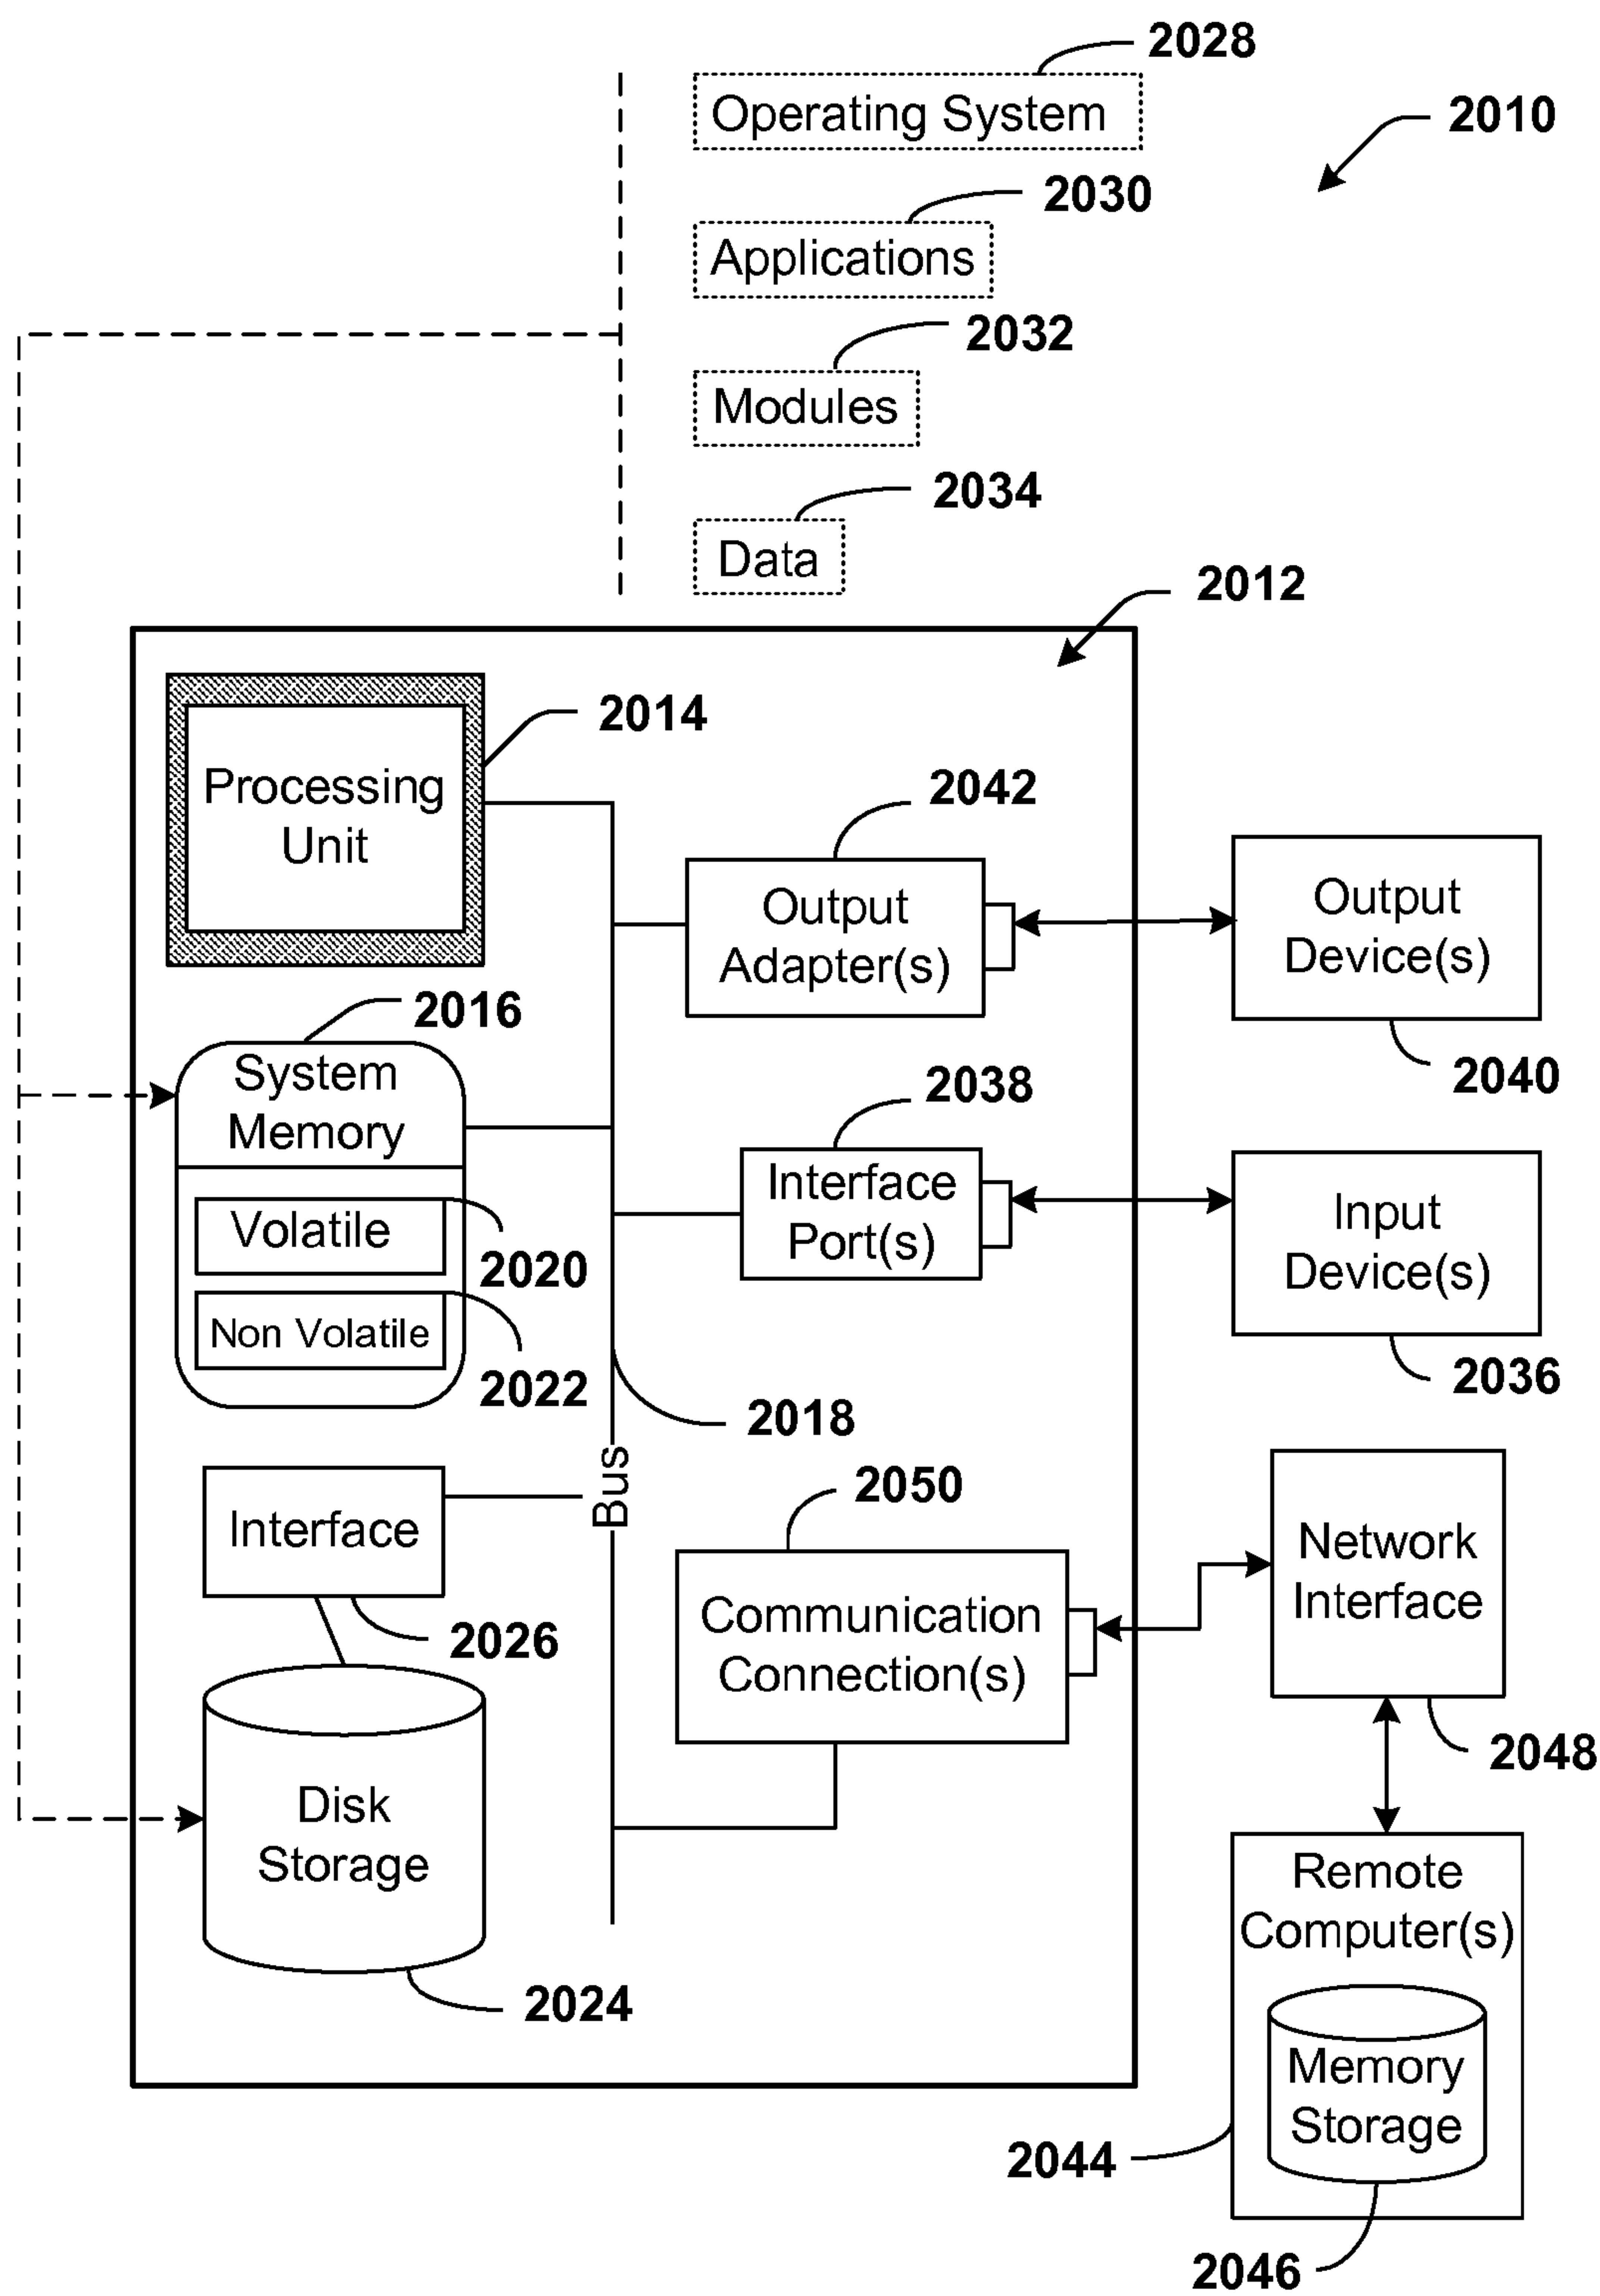 2028
Operating System
2010
2030
Applications
2032
Modules
2034
Data
2012
2014
Processing
Unit
2042
Output
Adapter(s)
Output
Device(s)
2040
2016
System
Memory
2038
Interface
Port(s)
Input
Device(s)
2036
Volatile
2020
Non Volatile
2022
2018
Bus
2050
Interface
2026
Communication
Connection(s)
Network
Interface
2048
Disk
Storage
2024
Remote
Computer(s)
Memory
Storage
2044
2046